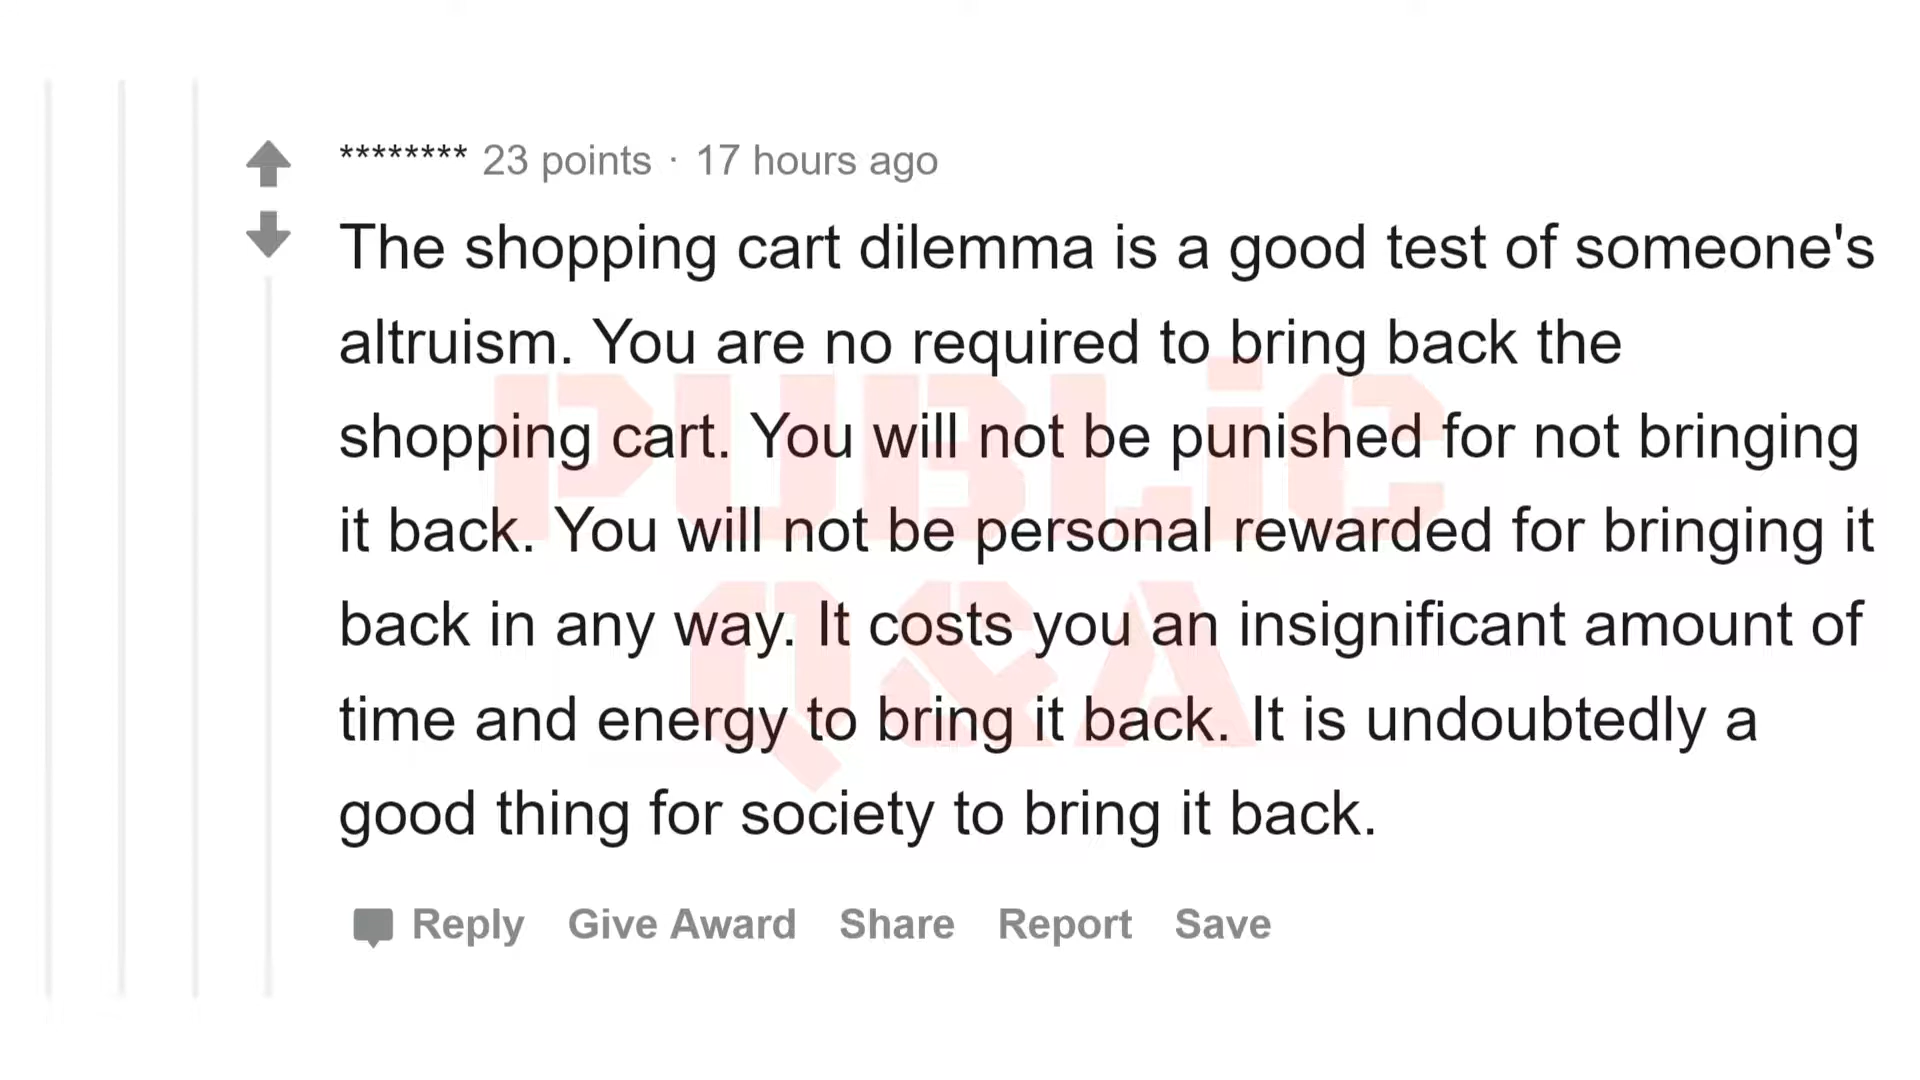 ******** 23 points · 17 hours ago
The shopping cart dilemma is a good test of someone's
altruism. You are no required to bring back the
shopping cart. You will not be punished for not bringing
it back. You will not be personal rewarded for bringing it
back in any way. It costs you an insignificant amount of
time and energy to bring it back. It is undoubtedly a
good thing for society to bring it back.
Reply Give Award Share Report Save
PUBLiC
Q&A